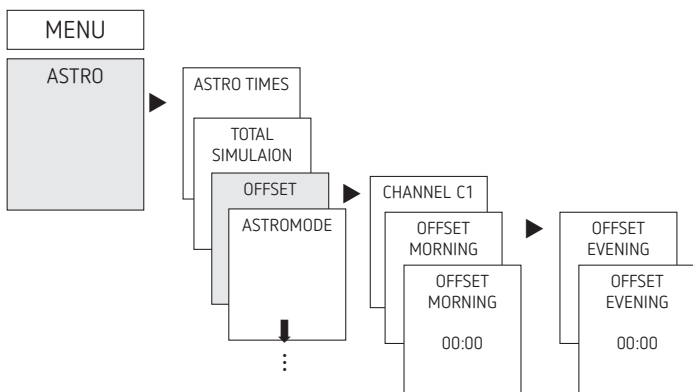 MENU
ASTRO
ASTRO TIMES
TOTAL
SIMULAION
OFFSET
ASTROMODE
CHANNEL C1
OFFSET
MORNING
OFFSET
MORNING
00:00
OFFSET
EVENING
OFFSET
EVENING
00:00